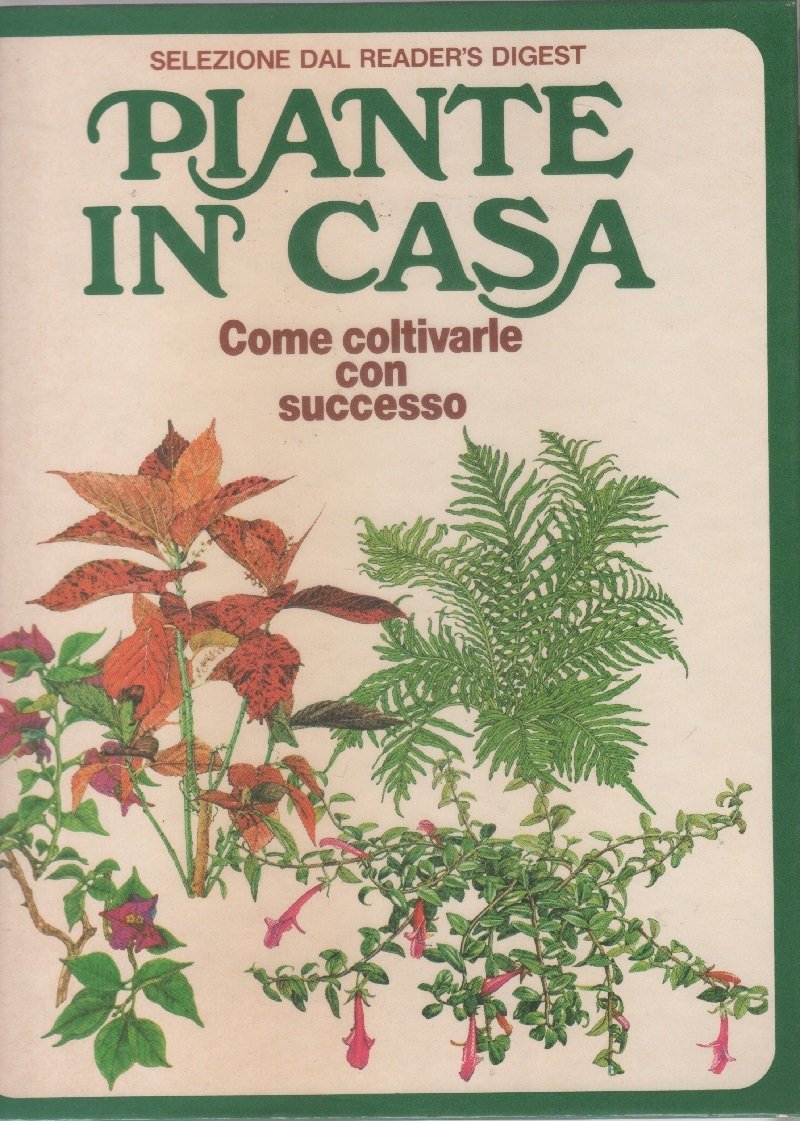 SELEZIONE DAL READER'S DIGEST
PIANTE
IN CASA
Come coltivarle
con
successo